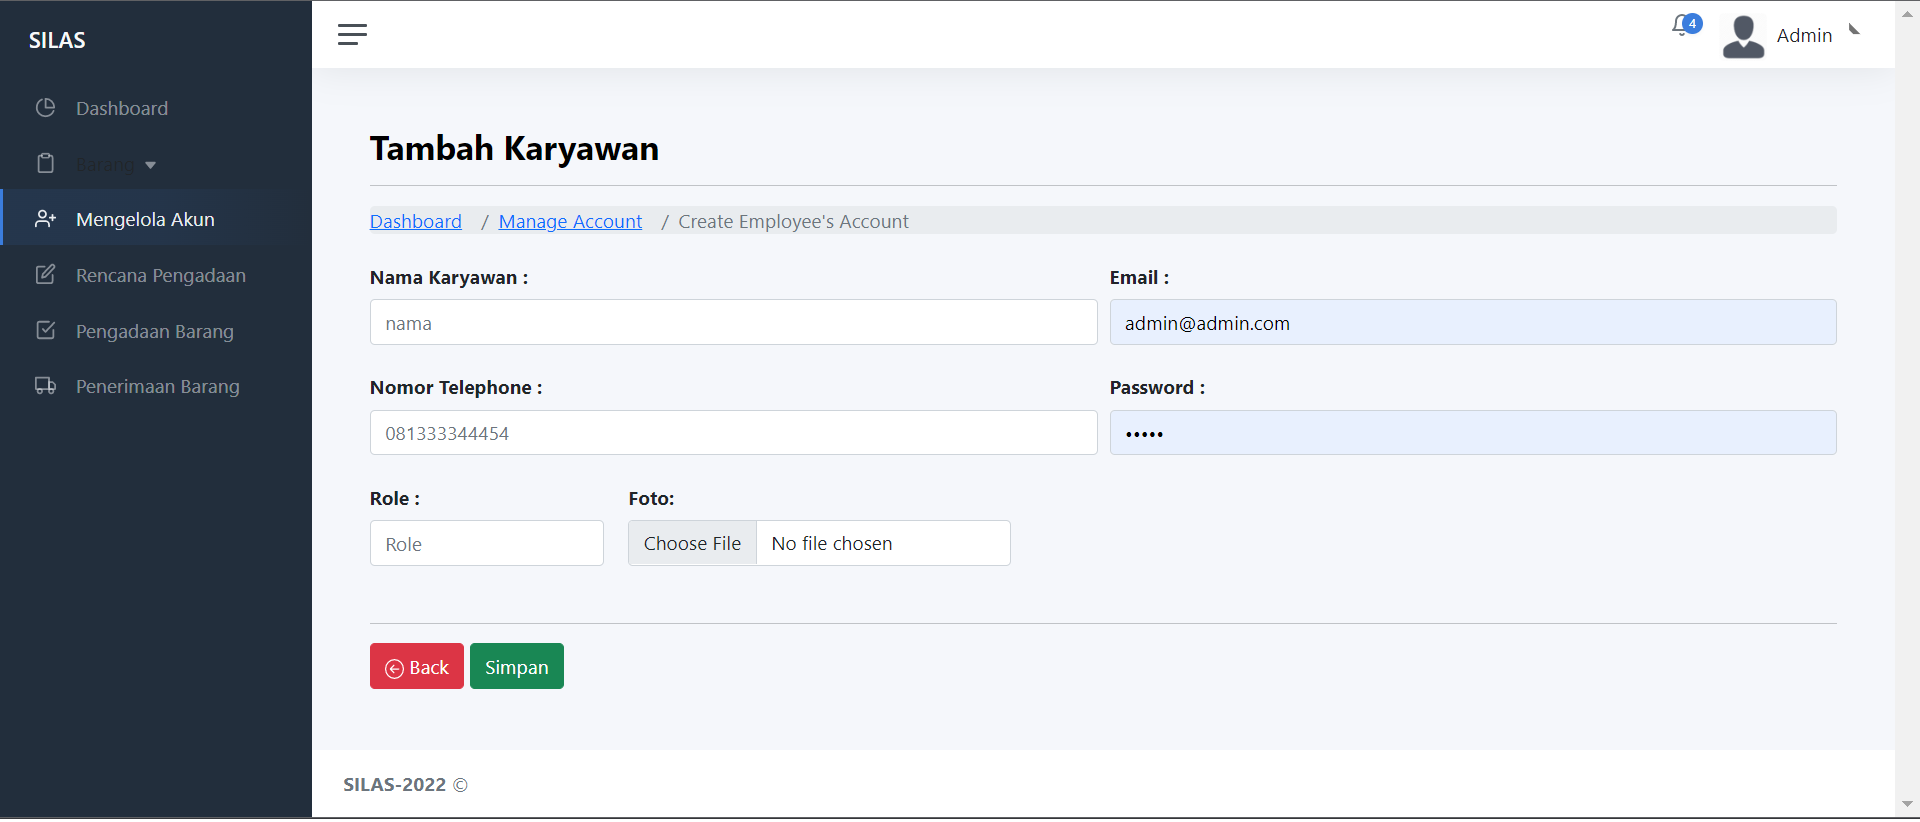 SILAS
4
Admin
Dashboard
Barang
Mengelola Akun
Rencana Pengadaan
Pengadaan Barang
Penerimaan Barang
Tambah Karyawan
Dashboard / Manage Account / Create Employee's Account
Nama Karyawan :
nama
Email :
admin@admin.com
Nomor Telephone :
081333344454
Password :
•••••
Role :
Role
Foto:
Choose File No file chosen
Back
Simpan
SILAS-2022 ©